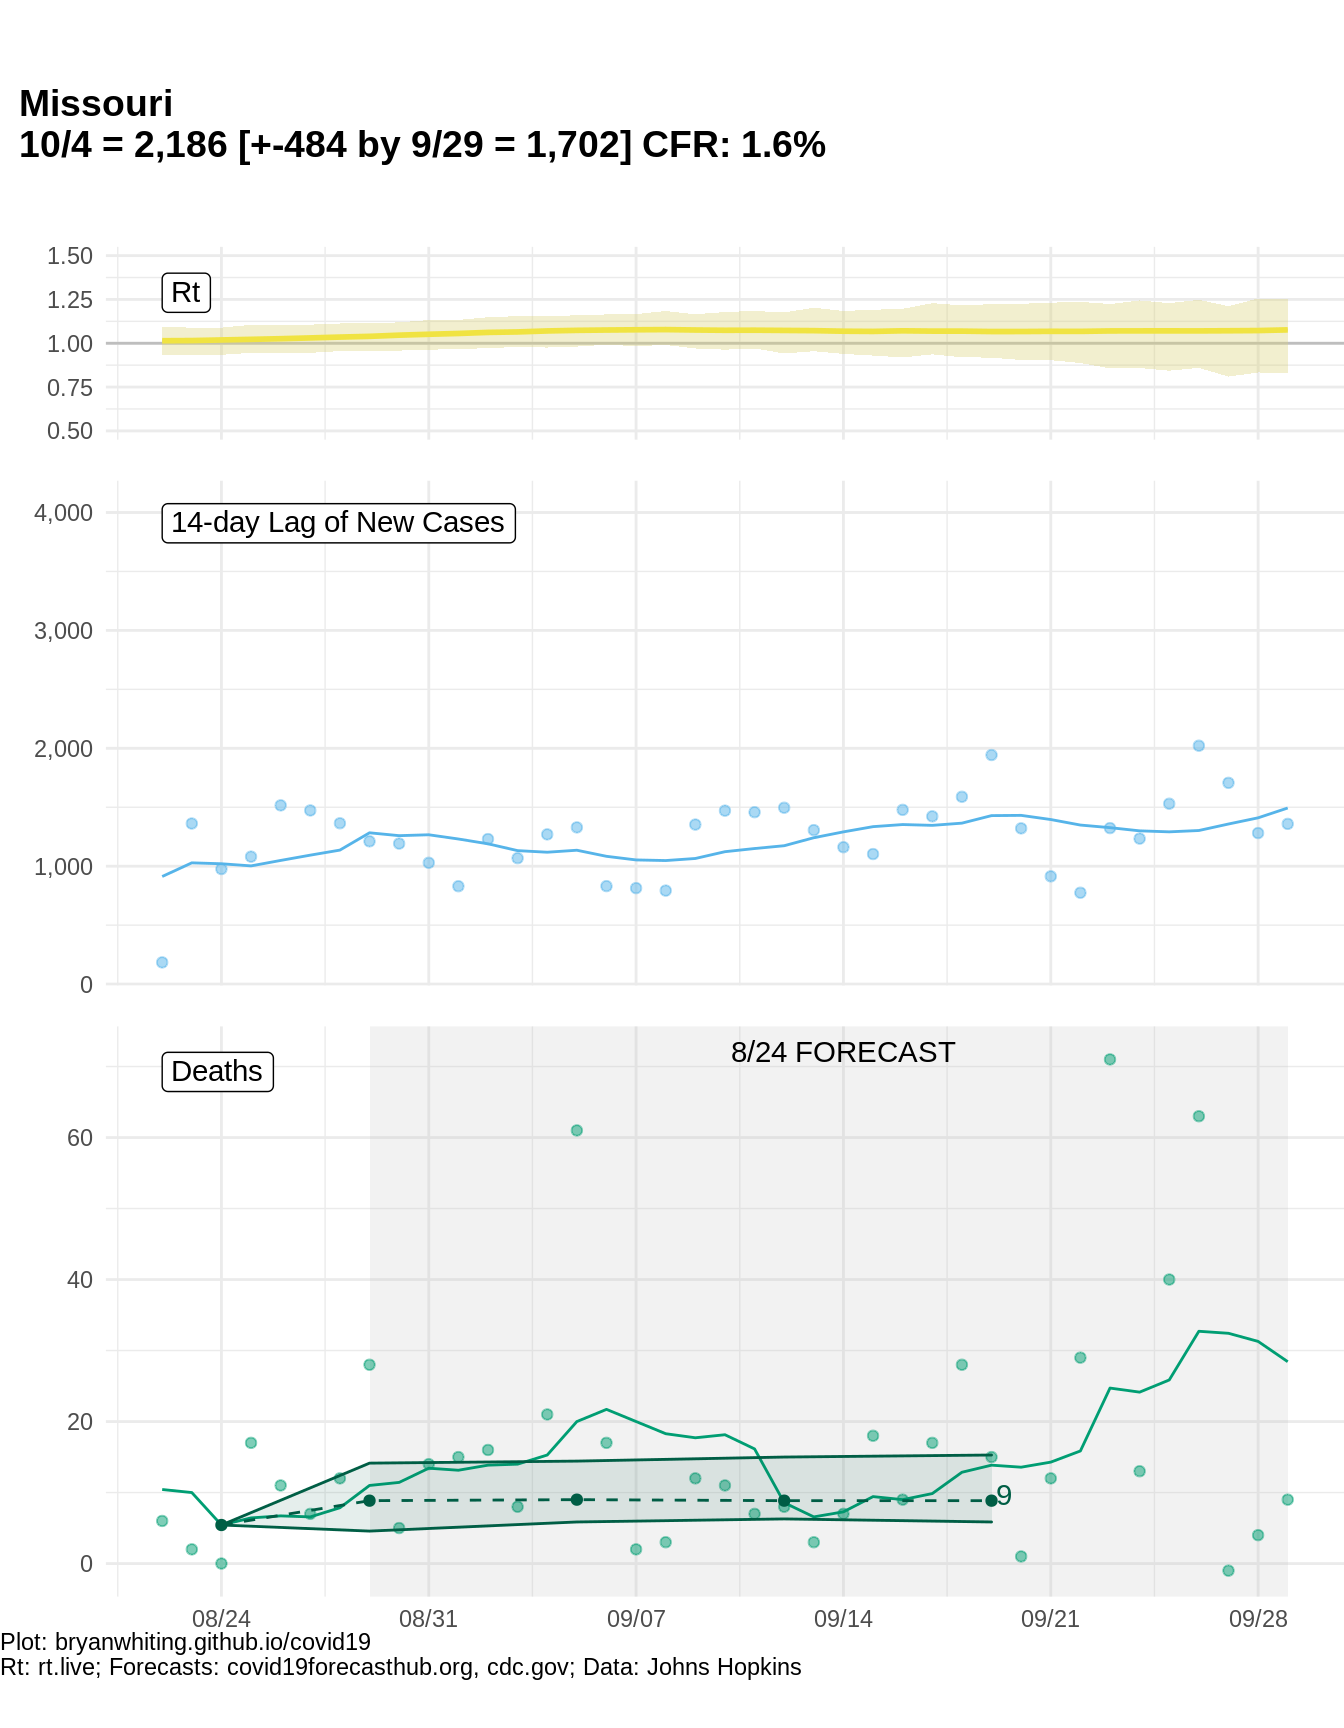 Missouri
10/4 = 2,186 [+-484 by 9/29 = 1,702] CFR: 1.6%
1.50
Rt
1.25
1.00
0.75
0.50
4,000
14-day Lag of New Cases
3,000
2,000
1,000
0
8/24 FORECAST
Deaths
60
40
20
9
0
08/24 08/31 09/07 09/14 09/21 09/28
Plot: bryanwhiting.github.io/covid19
Rt: rt.live; Forecasts: covid19forecasthub.org, cdc.gov; Data: Johns Hopkins